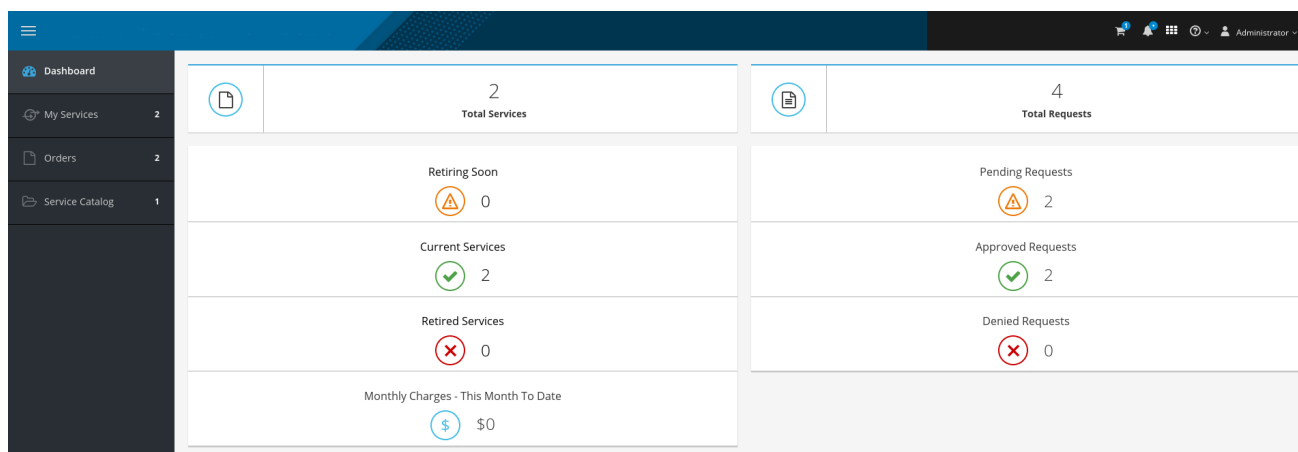 1
Administrator
Dashboard
My Services 2
Orders 2
Service Catalog 1
2
Total Services
Retiring Soon
0
Current Services
2
Retired Services
0
Monthly Charges - This Month To Date
$ $0
4
Total Requests
Pending Requests
2
Approved Requests
2
Denied Requests
0